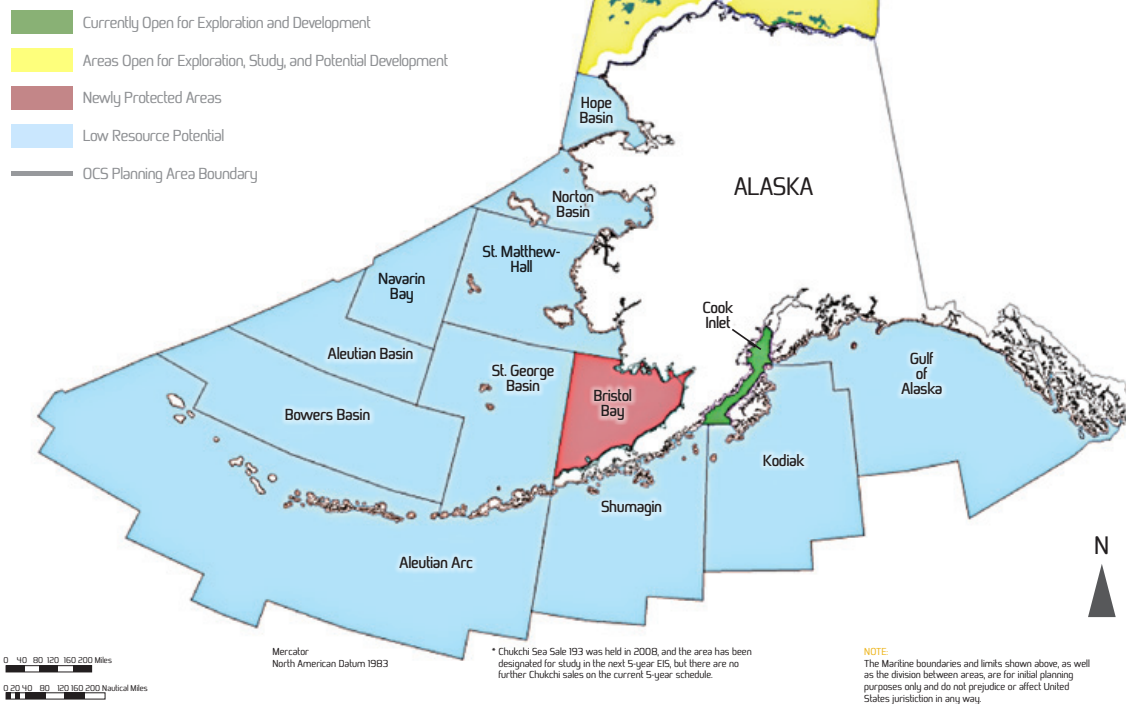 Currently Open for Exploration and Development
Areas Open for Exploration, Study, and Potential Development
Newly Protected Areas
Low Resource Potential
OCS Planning Area Boundary
Hope
Basin
ALASKA
Norton
Basin
St. Matthew-
Hall
Navarin
Bay
Cook
Inlet
Aleutian Basin
St. George
Basin
Gulf
of
Alaska
Bristol
Bay
Bowers Basin
Kodiak
Shumagin
Aleutian Arc
N
0 40 80 120 160 200 Miles
0 20 40 80 120 160 200 Nautical Miles
Mercator
North American Datum 1983
* Chukchi Sea Sale 193 was held in 2008, and the area has been
designated for study in the next 5-year EIS, but there are no
further Chukchi sales on the current 5-year schedule.
NOTE:
The Maritine boundaries and limits shown above, as well
as the division between areas, are for initial planning
purposes only and do not prejudice or affect United
States juristiction in any way.